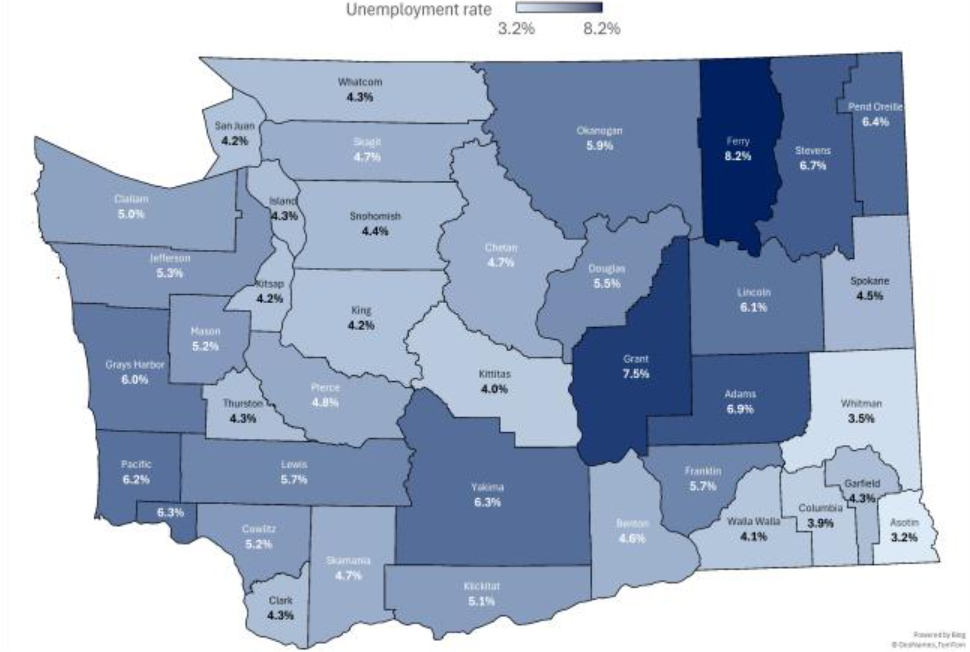 Unemployment rate
3.2% 8.2%
Whatcom
4.3%
San Juan
4.2%
Skagit
4.7%
Okanogan
5.9%
Ferry
8.2%
Stevens
6.7%
Pend Oreille
6.4%
Clallam
5.0%
Island
4.3%
Snohomish
4.4%
Chelan
4.7%
Jefferson
5.3%
Kitsap
4.2%
Douglas
5.5%
Lincoln
6.1%
Spokane
4.5%
King
4.2%
Mason
5.2%
Grays Harbor
6.0%
Grant
7.5%
Kittitas
4.0%
Pierce
4.8%
Thurston
4.3%
Adams
6.9%
Whitman
3.5%
Pacific
6.2%
Lewis
5.7%
Yakima
6.3%
Franklin
5.7%
Garfield
4.3%
6.3%
Cowlitz
5.2%
Benton
4.6%
Walla Walla
4.1%
Columbia
3.9%
Asotin
3.2%
Skamania
4.7%
Klickitat
5.1%
Clark
4.3%
Powered by Bing
© GeoNames, TomTom